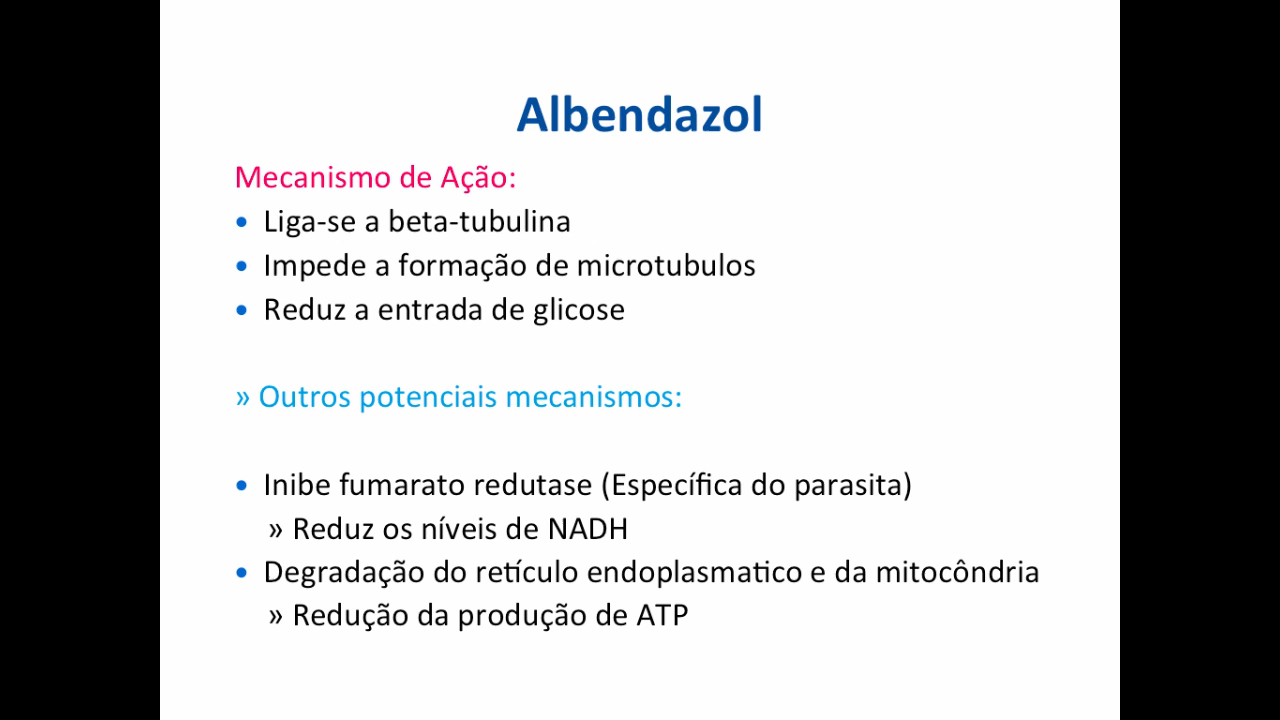 Albendazol
Mecanismo de Ação:
• Liga-se a beta-tubulina
• Impede a formação de microtubulos
• Reduz a entrada de glicose
» Outros potenciais mecanismos:
• Inibe fumarato redutase (Específica do parasita)
» Reduz os níveis de NADH
• Degradação do retículo endoplasmatico e da mitocôndria
» Redução da produção de ATP